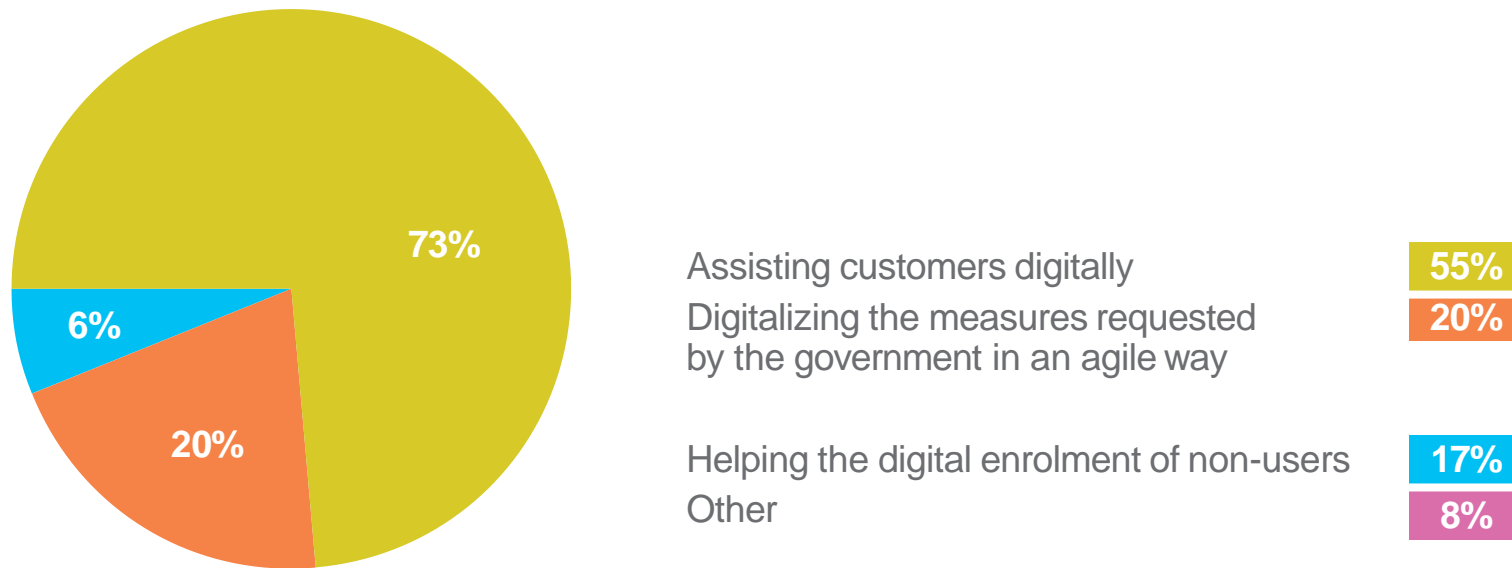 73%
6%
20%
Assisting customers digitally 55%
Digitalizing the measures requested 20%
by the government in an agile way
Helping the digital enrolment of non-users 17%
Other 8%